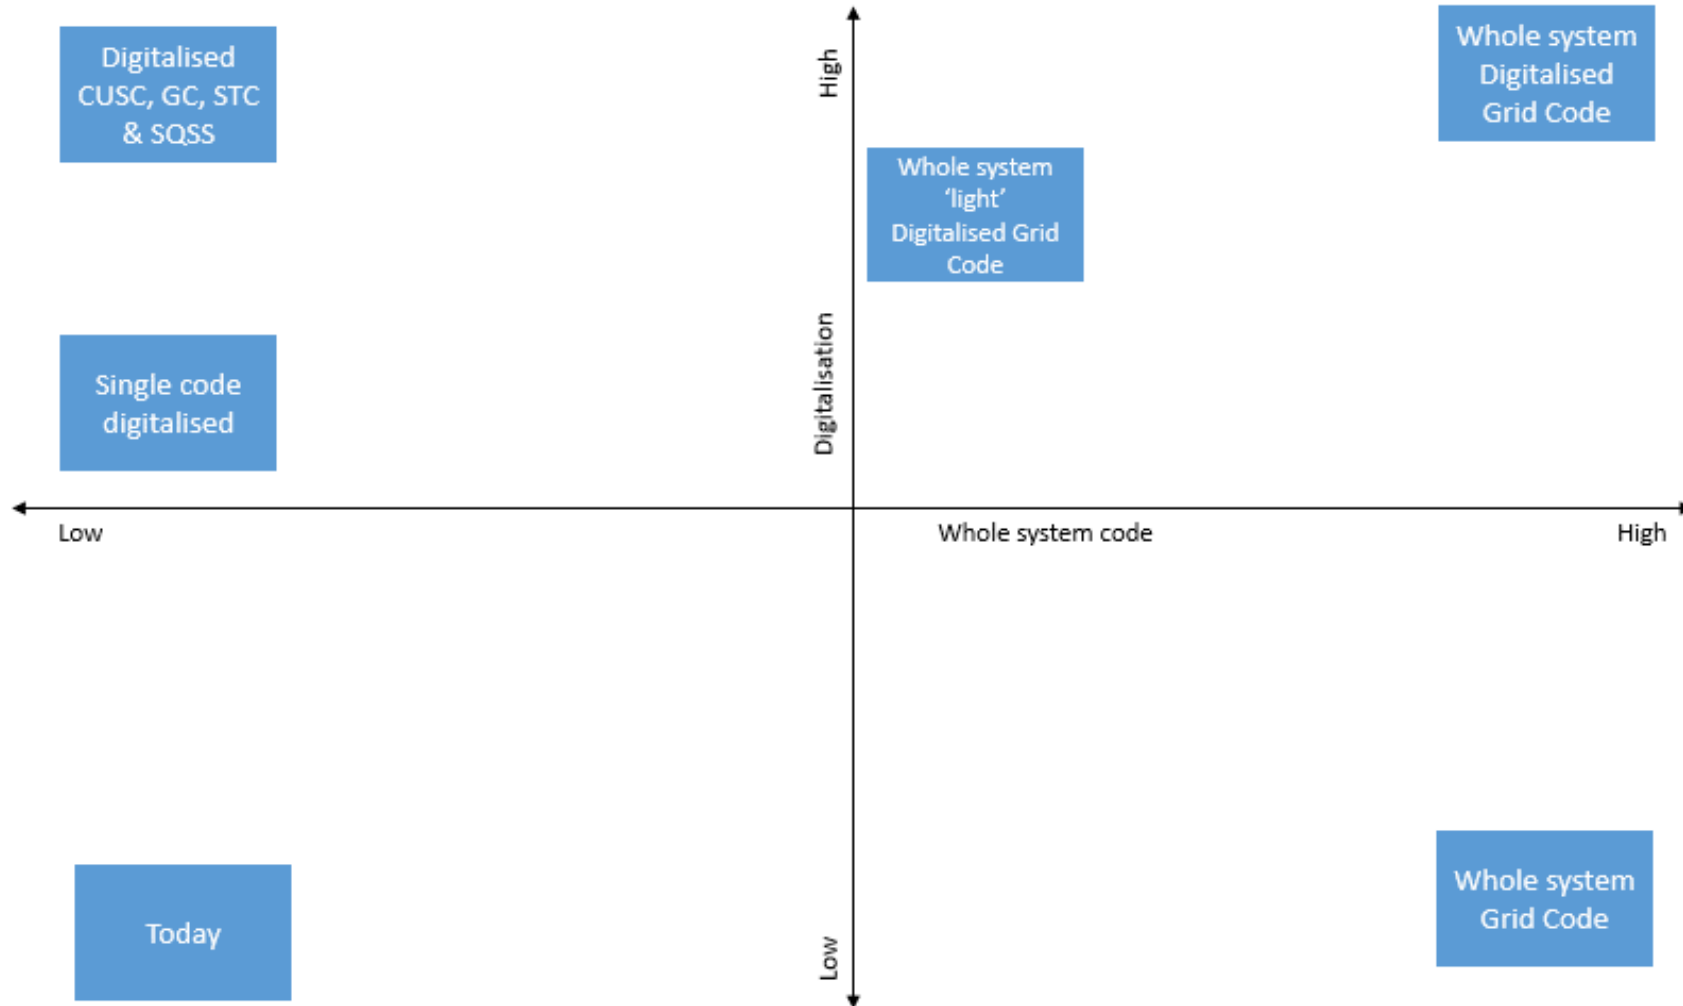 Digitalised
CUSC, GC, STC
& SQSS
High
Whole system
Digitalised
Grid Code
Whole system
‘light’
Digitalised Grid
Code
Single code
digitalised
Digitalisation
Low
Whole system code
High
Today
Low
Whole system
Grid Code